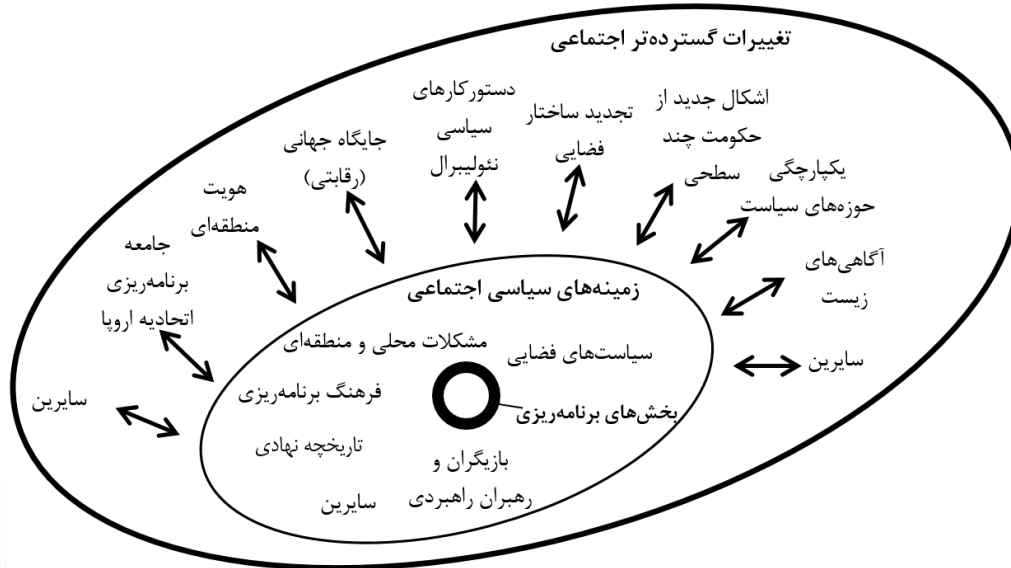 تغییرات گسترده‌تر اجتماعی
اشکال جدید از
حکومت چند
سطحی
یکپارچگی
حوزه‌های سیاست
آگاهی‌های
زیست
سایرین
تجدید ساختار
فضایی
دستورکارهای
سیاسی
نئولیبرال
جایگاه جهانی
(رقابتی)
هویت
منطقه‌ای
جامعه
برنامه‌ریزی
اتحادیه اروپا
سایرین
زمینه‌های سیاسی اجتماعی
سیاست‌های فضایی
مشکلات محلی و منطقه‌ای
فرهنگ برنامه‌ریزی
بخش‌های برنامه‌ریزی
تاریخچه نهادی
بازیگران و
رهبران راهبردی
سایرین